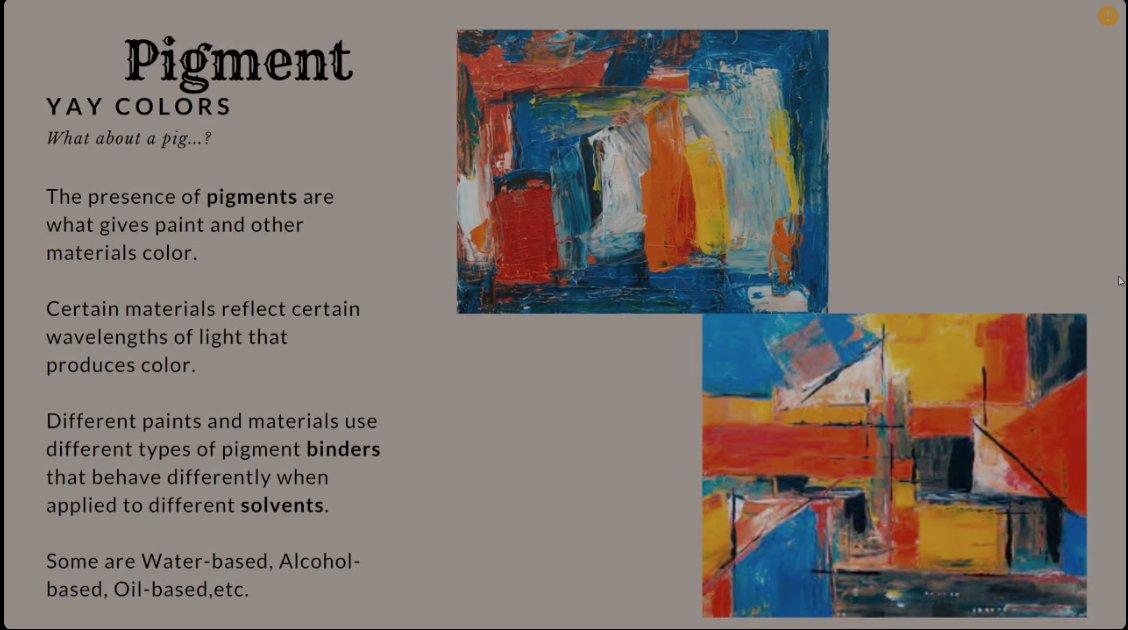 Pigment
YAY COLORS
What about a pig...?
The presence of pigments are
what gives paint and other
materials color.
Certain materials reflect certain
wavelengths of light that
produces color.
Different paints and materials use
different types of pigment binders
that behave differently when
applied to different solvents.
Some are Water-based, Alcohol-
based, Oil-based,etc.